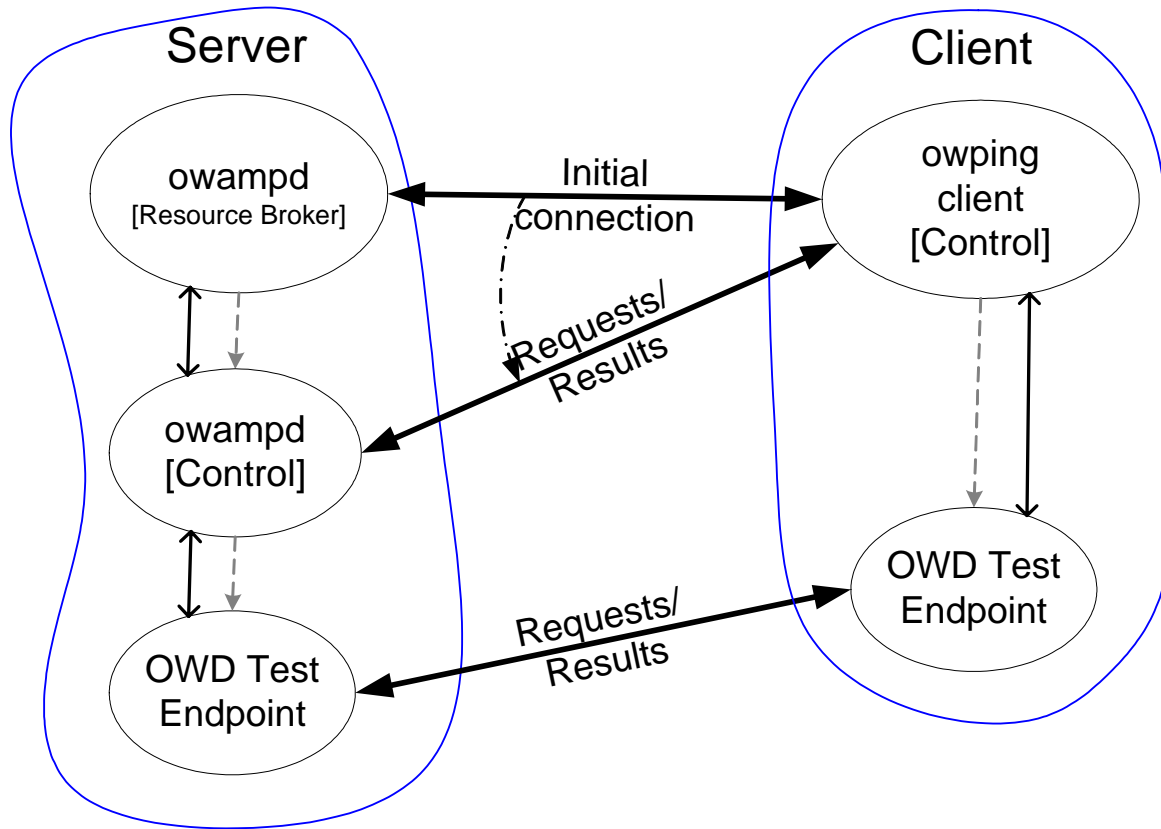 Server
Client
owampd
[Resource Broker]
Initial
connection
owping
client
[Control]
Requests/
Results
owampd
[Control]
OWD Test
Endpoint
Requests/
Results
OWD Test
Endpoint